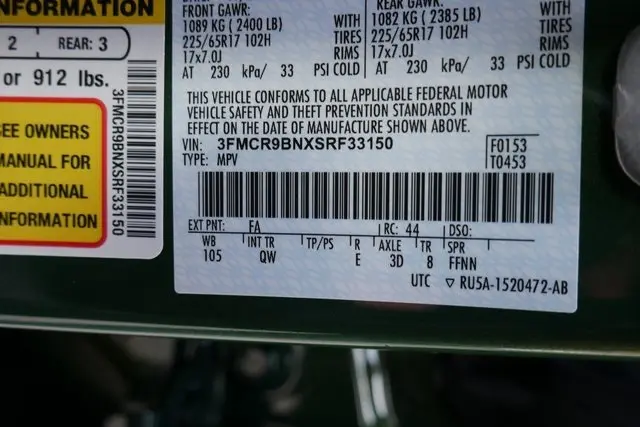 NFORMATION
2 REAR: 3
or 912 lbs.
SEE OWNERS
MANUAL FOR
ADDITIONAL
INFORMATION
3FMCR9BNXSRF33150
FRONT GAWR:
1089 KG ( 2400 LB) WITH
225/65R17 102H TIRES
17x7.0J RIMS
AT 230 kPa/ 33 PSI COLD
REAR GAWR:
1082 KG ( 2385 LB) WITH
225/65R17 102H TIRES
17x7.0J RIMS
AT 230 kPa/ 33 PSI COLD
THIS VEHICLE CONFORMS TO ALL APPLICABLE FEDERAL MOTOR
VEHICLE SAFETY AND THEFT PREVENTION STANDARDS IN
EFFECT ON THE DATE OF MANUFACTURE SHOWN ABOVE.
VIN: 3FMCR9BNXSRF33150
TYPE: MPV
F0153
T0453
EXT PNT: FA RC: 44 DSO:
WB INT TR TP/PS R AXLE TR SPR
105 QW E 3D 8 FFNN
UTC ▽ RU5A-1520472-AB